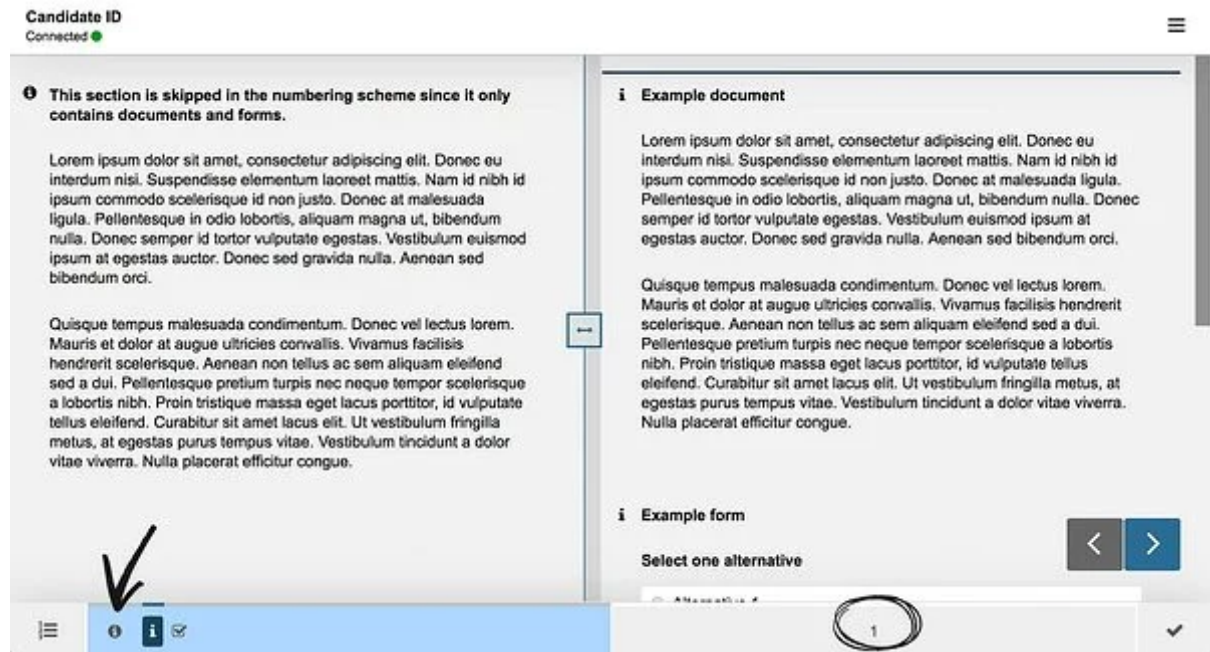 Candidate ID
Connected
This section is skipped in the numbering scheme since it only
contains documents and forms.
Lorem ipsum dolor sit amet, consectetur adipiscing elit. Donec eu
interdum nisi. Suspendisse elementum laoreet mattis. Nam id nibh id
ipsum commodo scelerisque id non justo. Donec at malesuada
ligula. Pellentesque in odio lobortis, aliquam magna ut, bibendum
nulla. Donec semper id tortor vulputate egestas. Vestibulum euismod
ipsum at egestas auctor. Donec sed gravida nulla. Aenean sed
bibendum orci.
Quisque tempus malesuada condimentum. Donec vel lectus lorem.
Mauris et dolor at augue ultricies convallis. Vivamus facilisis
hendrerit scelerisque. Aenean non tellus ac sem aliquam eleifend
sed a dui. Pellentesque pretium turpis nec neque tempor scelerisque
a lobortis nibh. Proin tristique massa eget lacus porttitor, id vulputate
tellus eleifend. Curabitur sit amet lacus elit. Ut vestibulum fringilla
metus, at egestas purus tempus vitae. Vestibulum tincidunt a dolor
vitae viverra. Nulla placerat efficitur congue.
i Example document
Lorem ipsum dolor sit amet, consectetur adipiscing elit. Donec eu
interdum nisi. Suspendisse elementum laoreet mattis. Nam id nibh id
ipsum commodo scelerisque id non justo. Donec at malesuada ligula.
Pellentesque in odio lobortis, aliquam magna ut, bibendum nulla. Donec
semper id tortor vulputate egestas. Vestibulum euismod ipsum at
egestas auctor. Donec sed gravida nulla. Aenean sed bibendum orci.
Quisque tempus malesuada condimentum. Donec vel lectus lorem.
Mauris et dolor at augue ultricies convallis. Vivamus facilisis hendrerit
scelerisque. Aenean non tellus ac sem aliquam eleifend sed a dui.
Pellentesque pretium turpis nec neque tempor scelerisque a lobortis
nibh. Proin tristique massa eget lacus porttitor, id vulputate tellus
eleifend. Curabitur sit amet lacus elit. Ut vestibulum fringilla metus, at
egestas purus tempus vitae. Vestibulum tincidunt a dolor vitae viverra.
Nulla placerat efficitur congue.
i Example form
Select one alternative
1